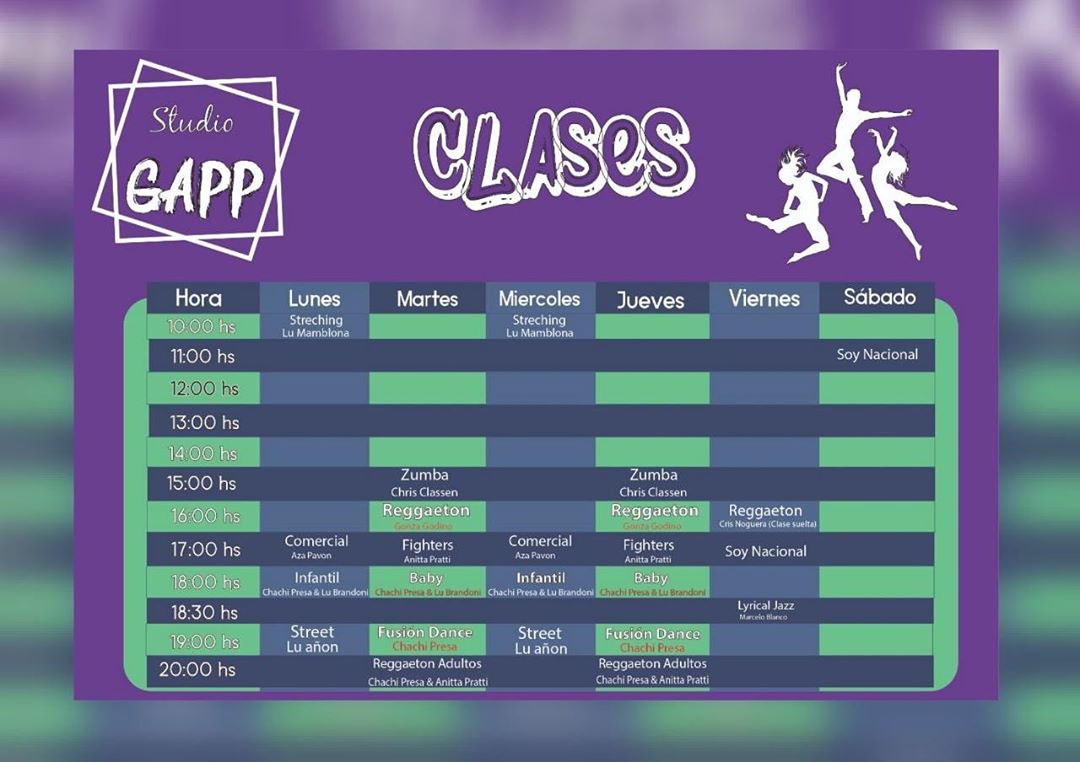 Studio
GAPP
CLASES
Hora Lunes Martes Miercoles Jueves Viernes Sábado
10:00 hs Streching Streching
Lu Mamblona Lu Mamblona
11:00 hs Soy Nacional
12:00 hs
13:00 hs
14:00 hs
15:00 hs Zumba Zumba
Chris Classen Chris Classen
16:00 hs Reggaeton Reggaeton Reggaeton
Gonza Godino Gonza Godino Cris Noguera (Clase suelta)
17:00 hs Comercial Fighters Comercial Fighters Soy Nacional
Aza Pavon Anitta Pratti Aza Pavon Anitta Pratti
18:00 hs Infantil Baby Infantil Baby
Chachi Presa & Lu Brandoni Chachi Presa & Lu Brandoni Chachi Presa & Lu Brandoni Chachi Presa & Lu Brandoni
18:30 hs Lyrical Jazz
Marcelo Blanco
19:00 hs Street Fusión Dance Street Fusión Dance
Lu añon Chachi Presa Lu añon Chachi Presa
20:00 hs Reggaeton Adultos Reggaeton Adultos
Chachi Presa & Anitta Pratti Chachi Presa & Anitta Pratti